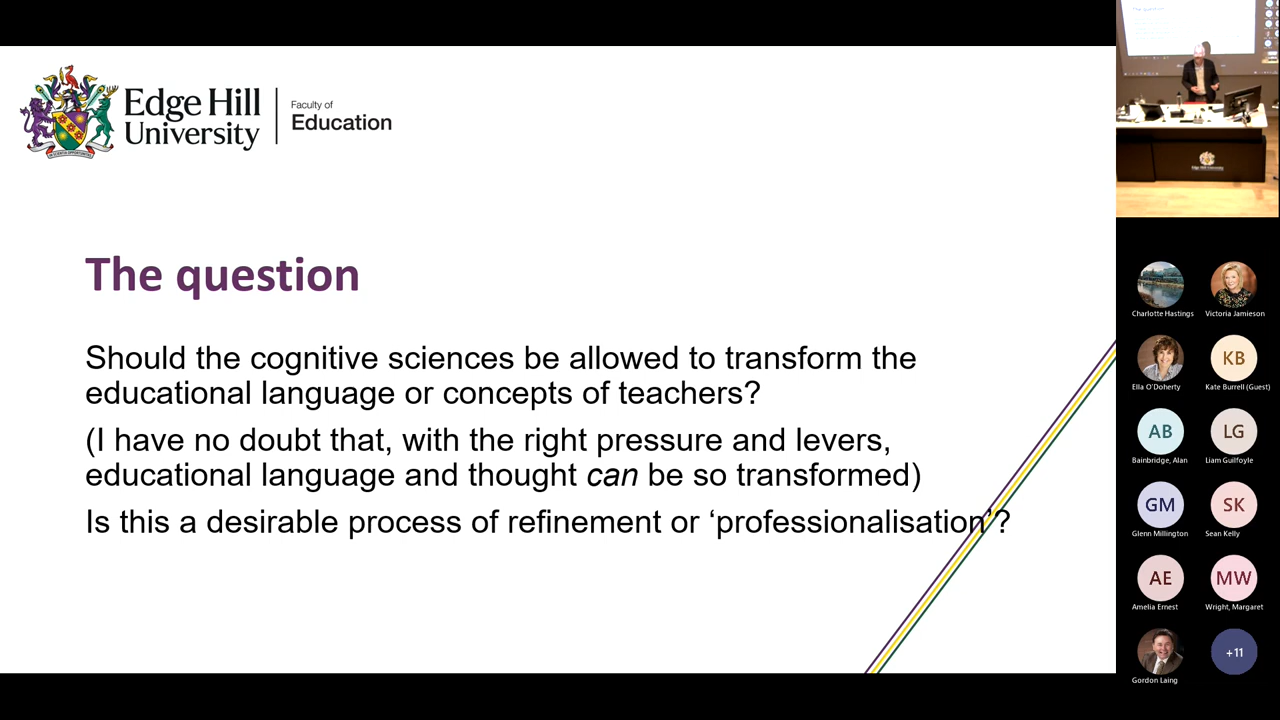 Edge Hill
University
Faculty of
Education
The question
Should the cognitive sciences be allowed to transform the
educational language or concepts of teachers?
(I have no doubt that, with the right pressure and levers,
educational language and thought can be so transformed)
Is this a desirable process of refinement or ‘professionalisation’?
Charlotte Hastings
Victoria Jamieson
Ella O'Doherty
KB
Kate Burrell (Guest)
AB
Bainbridge, Alan
LG
Liam Guilfoyle
GM
Glenn Millington
SK
Sean Kelly
AE
Amelia Ernest
MW
Wright, Margaret
Gordon Laing
+11
Edge Hill